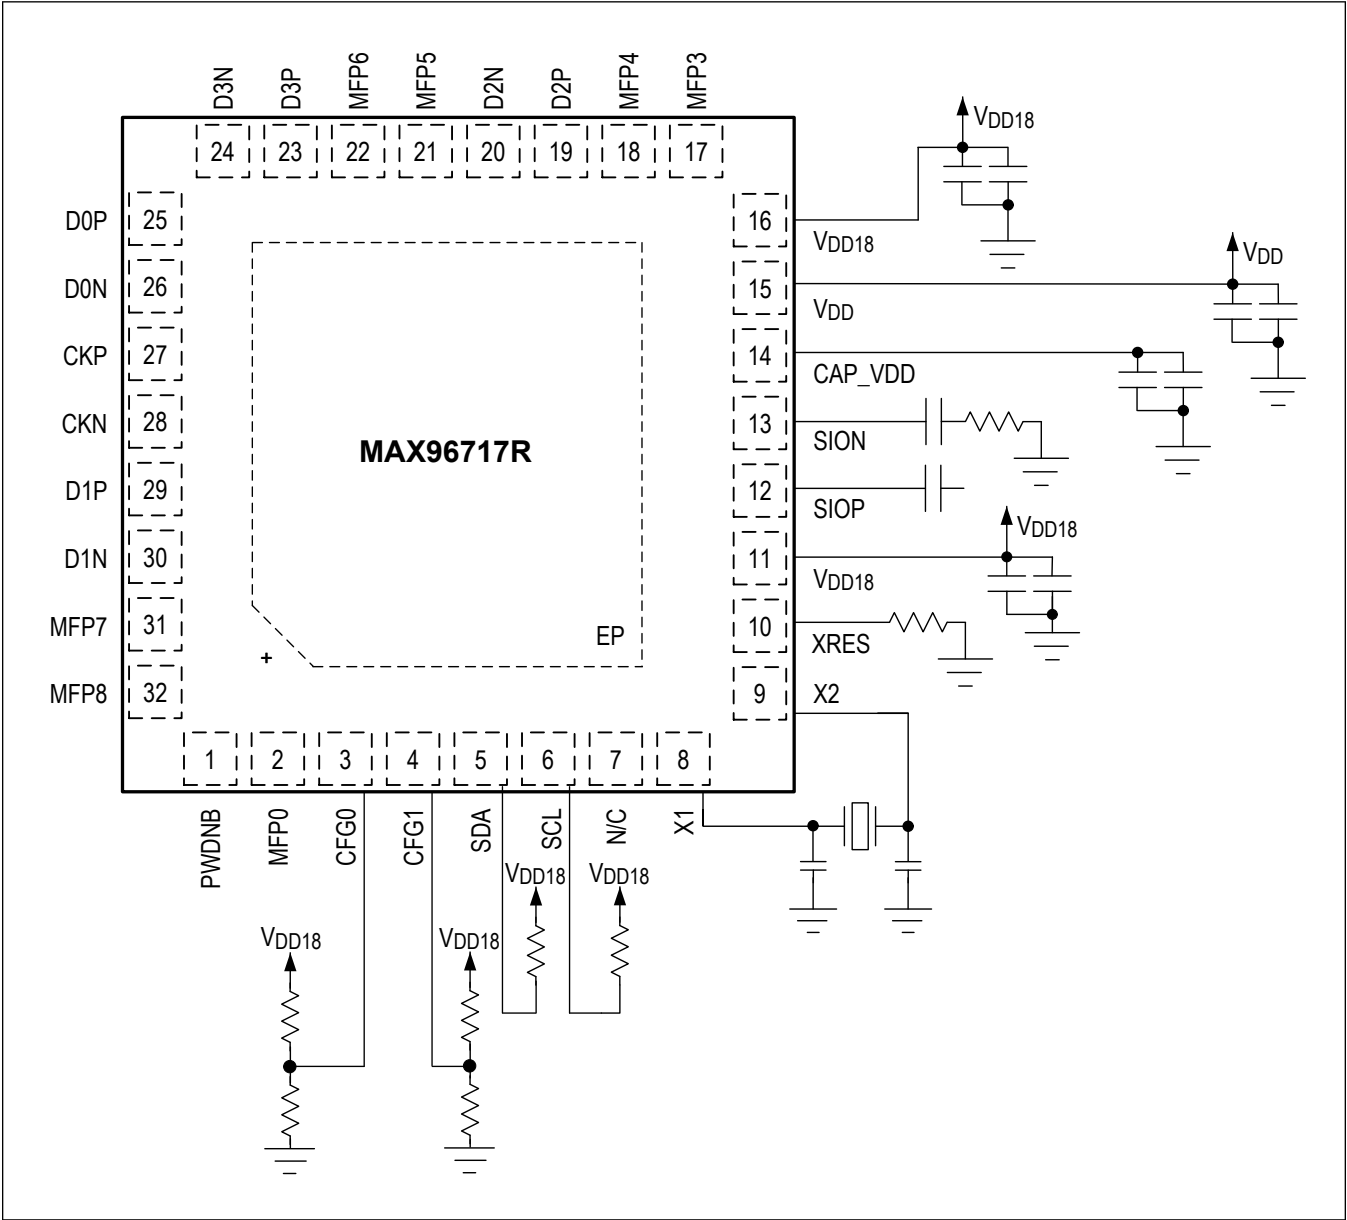 D3N D3P MFP6 MFP5 D2N D2P MFP4 MFP3
24 23 22 21 20 19 18 17
VDD18
D0P 25
16 VDD18
VDD
D0N 26
15 VDD
CKP 27
14 CAP_VDD
CKN 28
13 SION
MAX96717R
D1P 29
12 SIOP
VDD18
D1N 30
11 VDD18
MFP7 31
10 XRES
EP
+
MFP8 32
9 X2
1 2 3 4 5 6 7 8
PWDNB MFP0 CFG0 CFG1 SDA SCL N/C X1
VDD18 VDD18
VDD18 VDD18